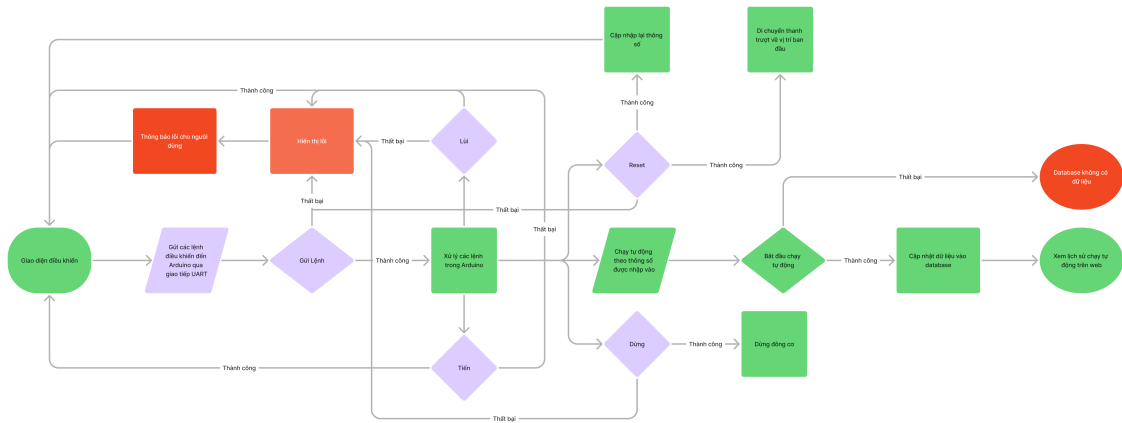 Cập nhập lại thông
số
Di chuyển thanh
trượt về vị trí ban
đầu
Thành công
Thành công
Thông báo lỗi cho người
dùng
Hiển thị lỗi
Thất bại
Lùi
Reset
Thành công
Thất bại
Database không có
dữ liệu
Thất bại
Thất bại
Thất bại
Giao diện điều khiển
Gửi các lệnh
điều khiển đến
Arduino qua
giao tiếp UART
Gửi Lệnh
Thành công
Xử lý các lệnh
trong Arduino
Chạy tự động
theo thông số
được nhập vào
Bắt đầu chạy
tự động
Thành công
Cập nhật dữ liệu vào
database
Xem lịch sử chạy tự
động trên web
Dừng
Thành công
Dừng động cơ
Thành công
Tiến
Thất bại